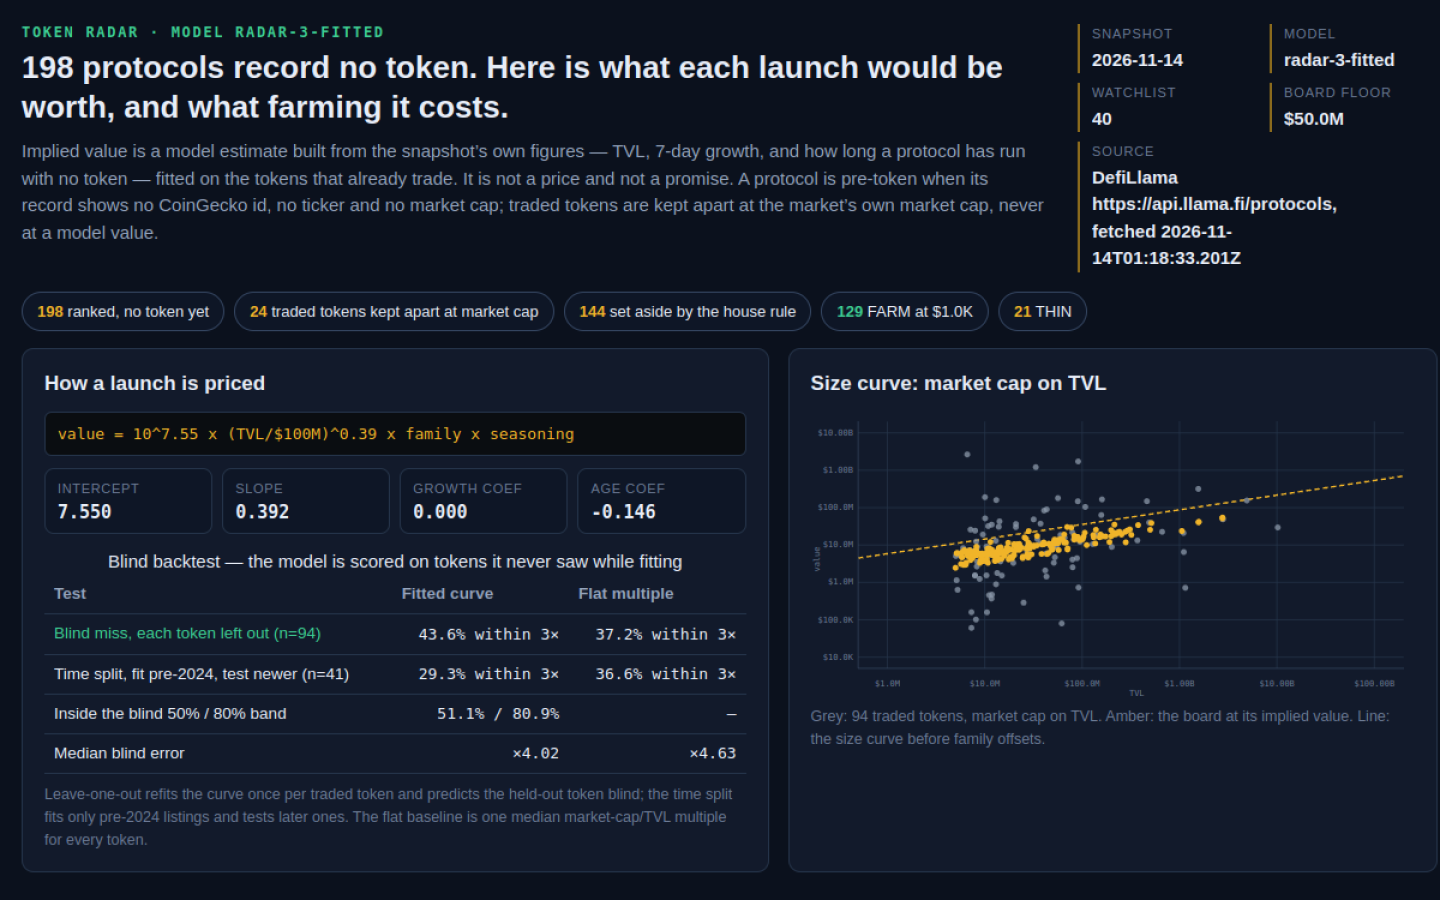 TOKEN RADAR · MODEL RADAR-3-FITTED
198 protocols record no token. Here is what each launch would be
worth, and what farming it costs.
Implied value is a model estimate built from the snapshot’s own figures — TVL, 7-day growth, and how long a protocol has run
with no token — fitted on the tokens that already trade. It is not a price and not a promise. A protocol is pre-token when its
record shows no CoinGecko id, no ticker and no market cap; traded tokens are kept apart at the market’s own market cap, never
at a model value.
SNAPSHOT
2026-11-14
MODEL
radar-3-fitted
WATCHLIST
40
BOARD FLOOR
$50.0M
SOURCE
DefiLlama
https://api.llama.fi/protocols,
fetched 2026-11-
14T01:18:33.201Z
198 ranked, no token yet
24 traded tokens kept apart at market cap
144 set aside by the house rule
129 FARM at $1.0K
21 THIN
How a launch is priced
value = 10^7.55 x (TVL/$100M)^0.39 x family x seasoning
INTERCEPT
7.550
SLOPE
0.392
GROWTH COEF
0.000
AGE COEF
-0.146
Blind backtest — the model is scored on tokens it never saw while fitting
Test Fitted curve Flat multiple
Blind miss, each token left out (n=94) 43.6% within 3× 37.2% within 3×
Time split, fit pre-2024, test newer (n=41) 29.3% within 3× 36.6% within 3×
Inside the blind 50% / 80% band 51.1% / 80.9% —
Median blind error ×4.02 ×4.63
Leave-one-out refits the curve once per traded token and predicts the held-out token blind; the time split
fits only pre-2024 listings and tests later ones. The flat baseline is one median market-cap/TVL multiple
for every token.
Size curve: market cap on TVL
$10.00B
$1.00B
$100.0M
$10.0M
$1.0M
$100.0K
$10.0K
value
$1.0M $10.0M $100.0M $1.00B $10.00B $100.00B
TVL
Grey: 94 traded tokens, market cap on TVL. Amber: the board at its implied value. Line:
the size curve before family offsets.